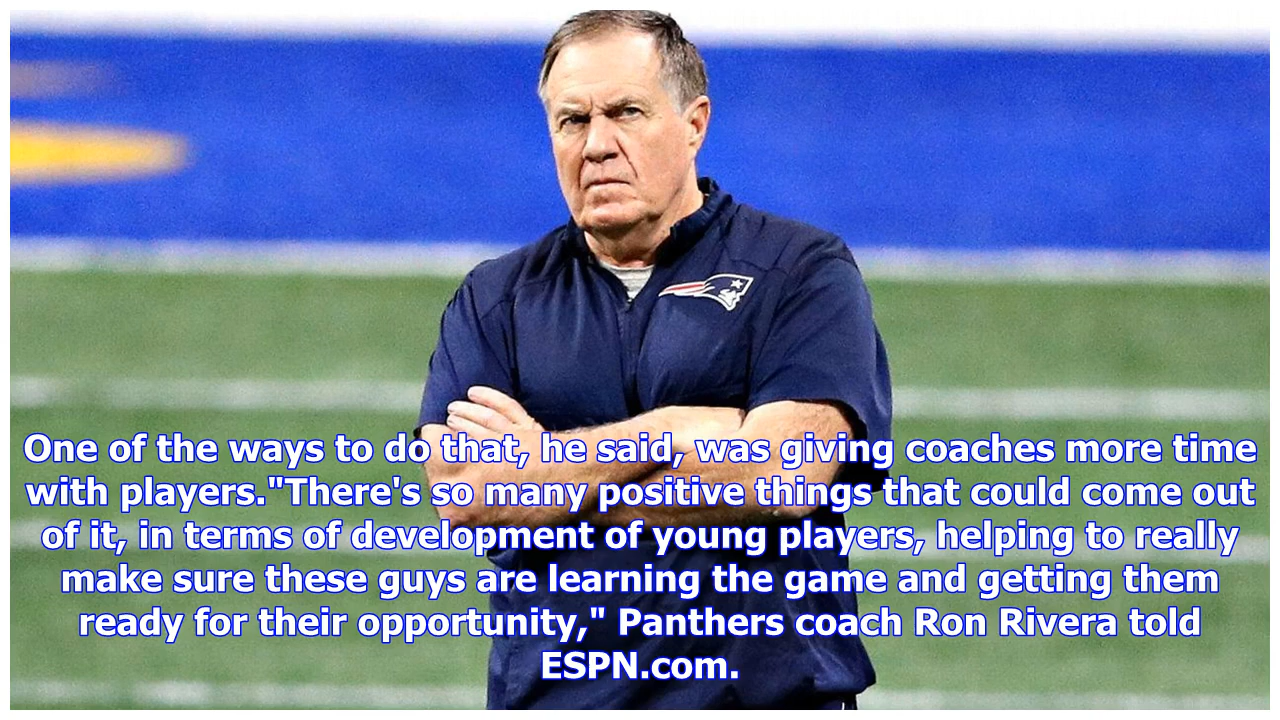 One of the ways to do that, he said, was giving coaches more time
with players."There's so many positive things that could come out
of it, in terms of development of young players, helping to really
make sure these guys are learning the game and getting them
ready for their opportunity," Panthers coach Ron Rivera told
ESPN.com.